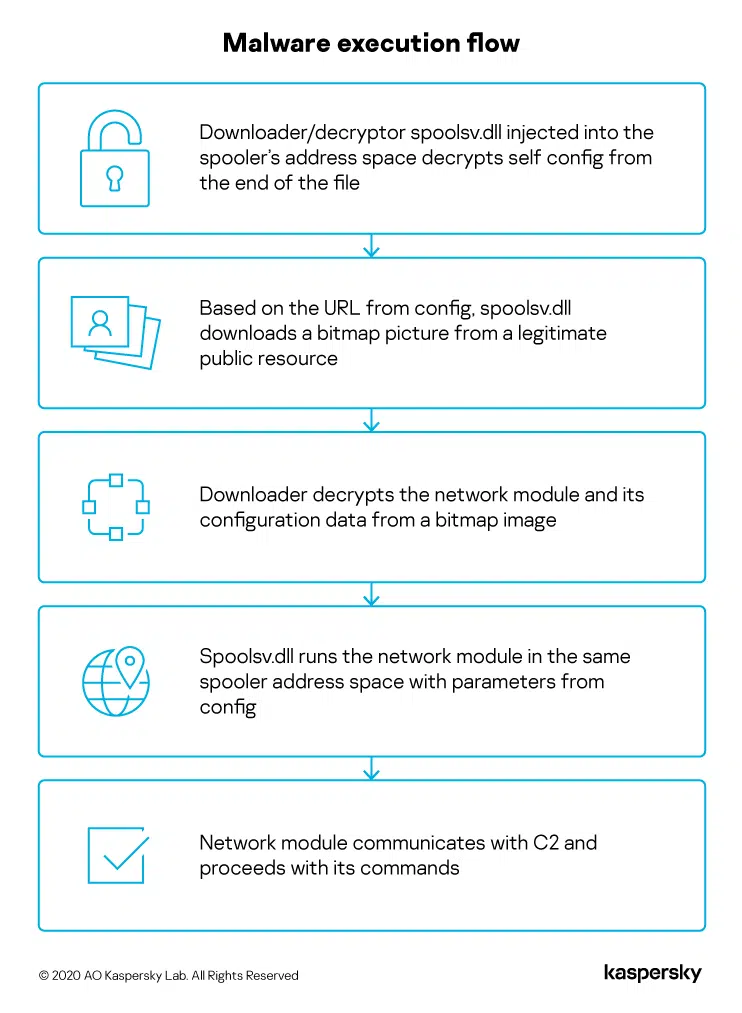 Malware execution flow
Downloader/decryptor spoolsv.dll injected into the
spooler's address space decrypts self config from
the end of the file
Based on the URL from config, spoolsv.dll
downloads a bitmap picture from a legitimate
public resource
Downloader decrypts the network module and its
configuration data from a bitmap image
Spoolsv.dll runs the network module in the same
spooler address space with parameters from
config
Network module communicates with C2 and
proceeds with its commands
© 2020 AO Kaspersky Lab. All Rights Reserved
kaspersky